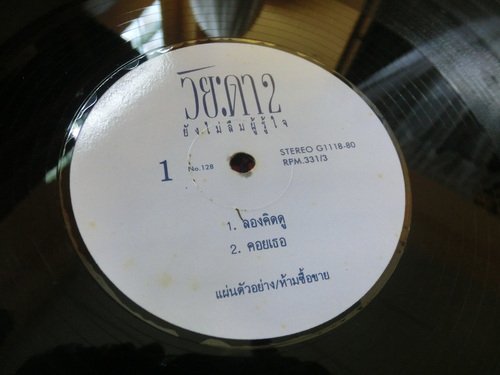 วิยะดา 2
ยังไม่ลืมผู้รู้ใจ
1
No.128
STEREO G1118-80
RPM.331/3
1. ลองคิดดู
2. คอยเธอ
แผ่นตัวอย่าง/ห้ามซื้อขาย